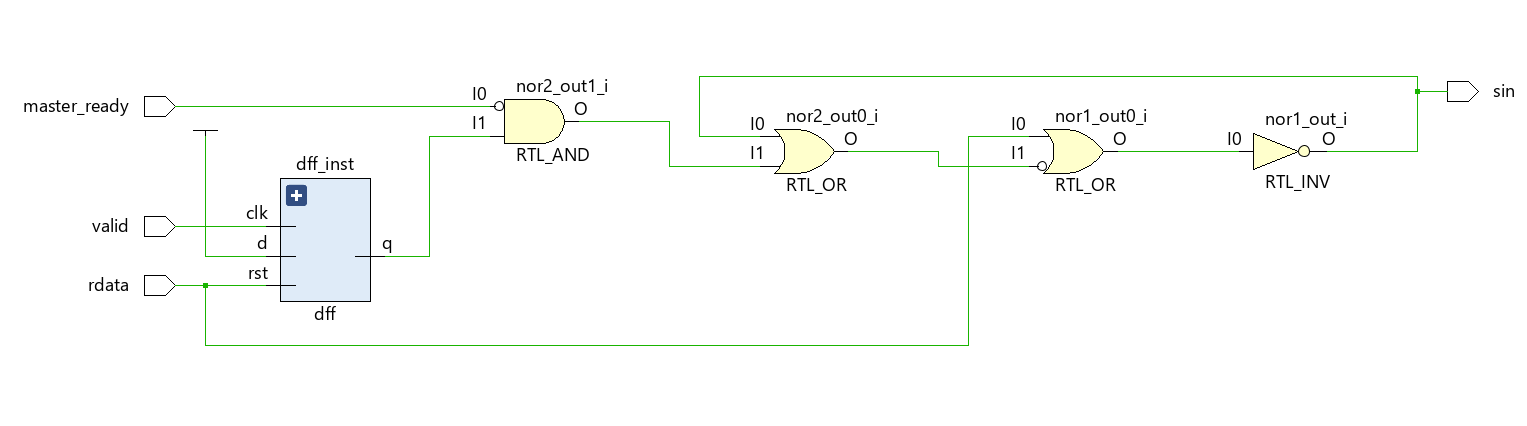 master_ready
I0
I1
nor2_out1_i
O
RTL_AND
I0
I1
nor2_out0_i
O
RTL_OR
I0
I1
nor1_out0_i
O
RTL_OR
I0
nor1_out_i
O
RTL_INV
sin
dff_inst
valid
clk
d
q
rdata
rst
dff